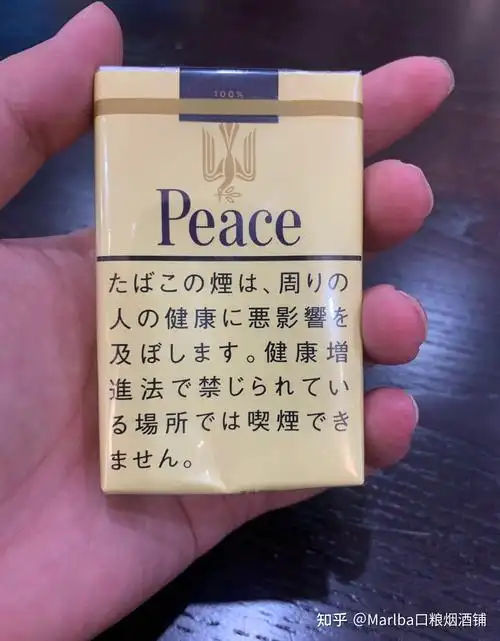 100%
Peace
たばこの煙は、周りの
人の健康に悪影響を
及ぼします。健康増
進法で禁じられてい
る場所では喫煙でき
ません。
知乎 @Marlba口粮烟酒铺